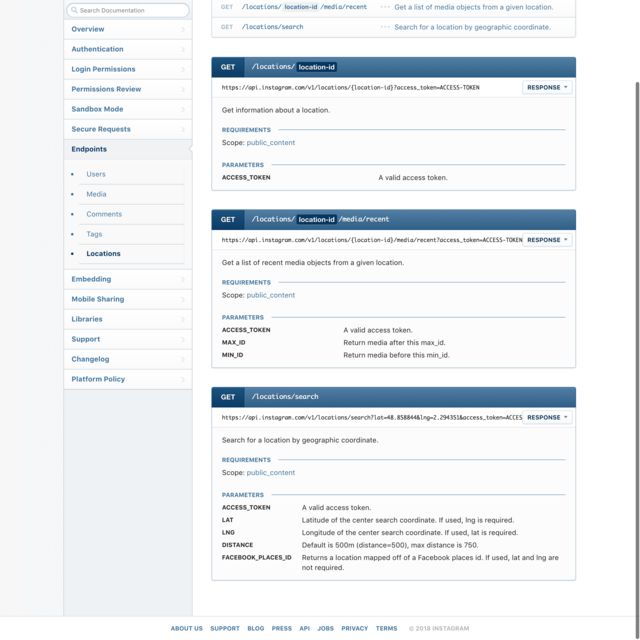 Search Documentation
Overview
Authentication
Login Permissions
Permissions Review
Sandbox Mode
Secure Requests
Endpoints
Users
Media
Comments
Tags
Locations
Embedding
Mobile Sharing
Libraries
Support
Changelog
Platform Policy
GET /locations/ location-id /media/recent ··· Get a list of media objects from a given location.
GET /locations/search ··· Search for a location by geographic coordinate.
GET /locations/ location-id
https://api.instagram.com/v1/locations/{location-id}?access_token=ACCESS-TOKEN RESPONSE
Get information about a location.
REQUIREMENTS
Scope: public_content
PARAMETERS
ACCESS_TOKEN A valid access token.
GET /locations/ location-id /media/recent
https://api.instagram.com/v1/locations/{location-id}/media/recent?access_token=ACCESS-TOKEN RESPONSE
Get a list of recent media objects from a given location.
REQUIREMENTS
Scope: public_content
PARAMETERS
ACCESS_TOKEN A valid access token.
MAX_ID Return media after this max_id.
MIN_ID Return media before this min_id.
GET /locations/search
https://api.instagram.com/v1/locations/search?lat=48.858844&lng=2.294351&access_token=ACCES RESPONSE
Search for a location by geographic coordinate.
REQUIREMENTS
Scope: public_content
PARAMETERS
ACCESS_TOKEN A valid access token.
LAT Latitude of the center search coordinate. If used, lng is required.
LNG Longitude of the center search coordinate. If used, lat is required.
DISTANCE Default is 500m (distance=500), max distance is 750.
FACEBOOK_PLACES_ID Returns a location mapped off of a Facebook places id. If used, lat and lng are
not required.
ABOUT US SUPPORT BLOG PRESS API JOBS PRIVACY TERMS © 2018 INSTAGRAM